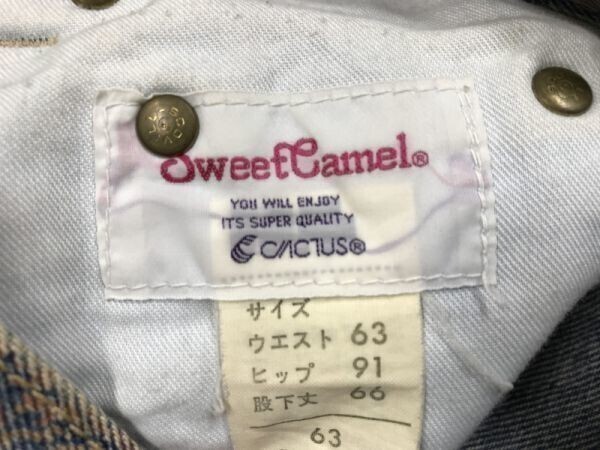 SweetCamel®
YOU WILL ENJOY
ITS SUPER QUALITY
CACTUS®
サイズ
ウエスト 63
ヒップ 91
股下丈 66
63